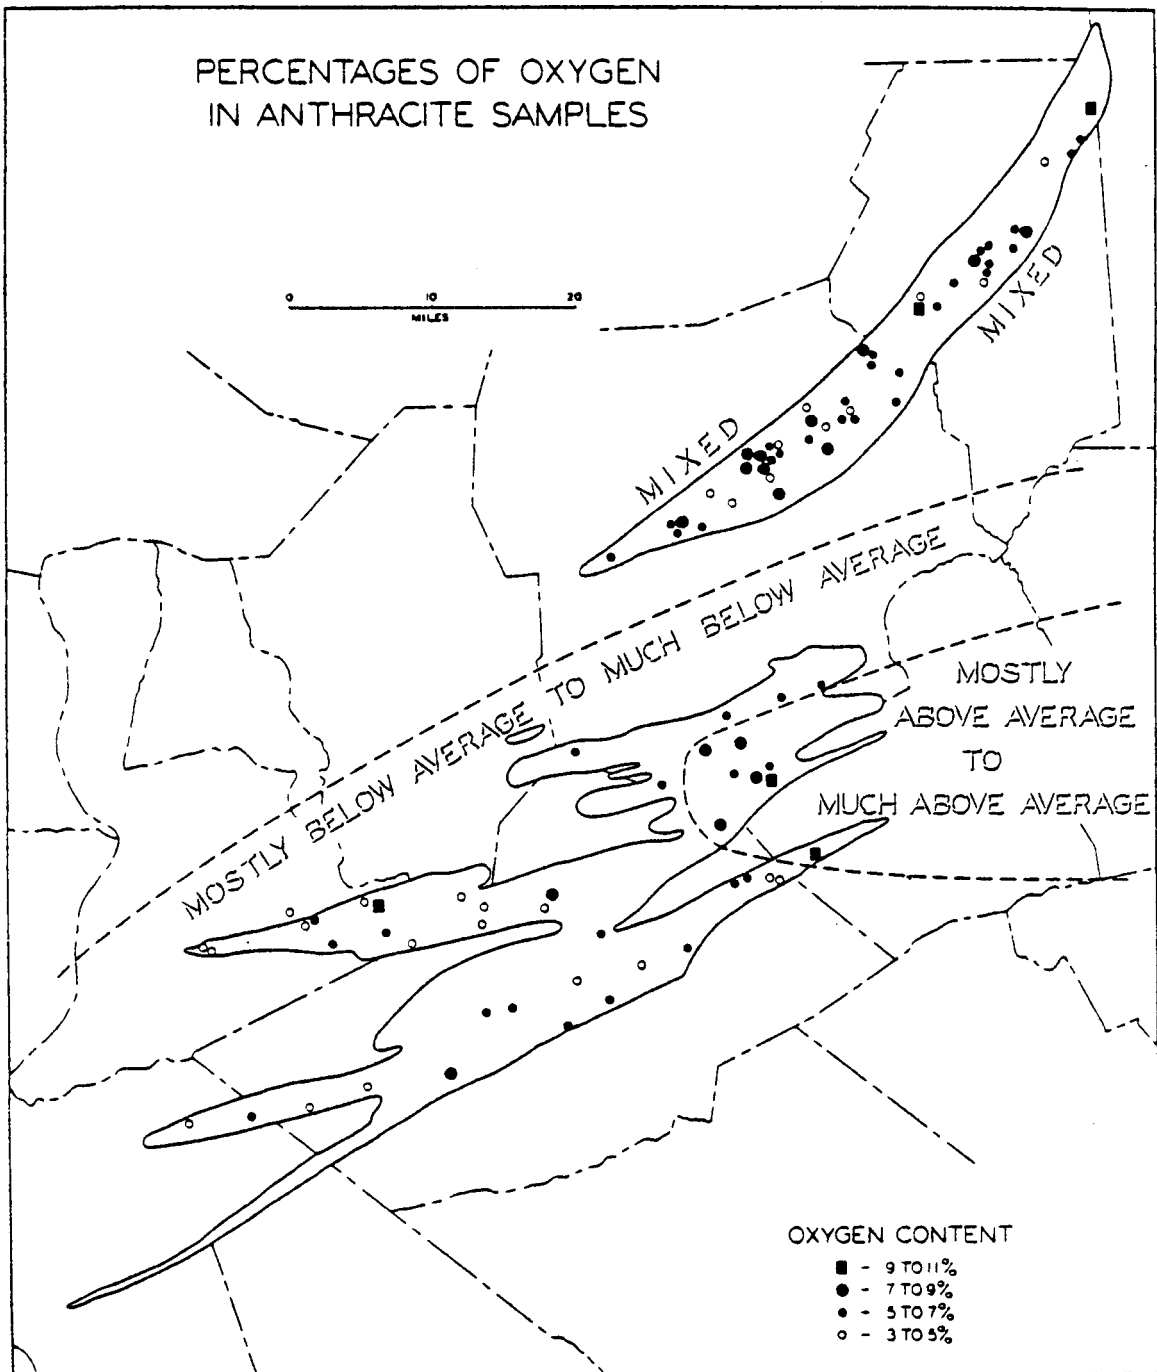 PERCENTAGES OF OXYGEN
IN ANTHRACITE SAMPLES
0 10 20
MILES
MIXED
MIXED
MOSTLY BELOW AVERAGE TO MUCH BELOW AVERAGE
MOSTLY
ABOVE AVERAGE
TO
MUCH ABOVE AVERAGE
OXYGEN CONTENT
■ - 9 TO 11%
● - 7 TO 9%
• - 5 TO 7%
○ - 3 TO 5%